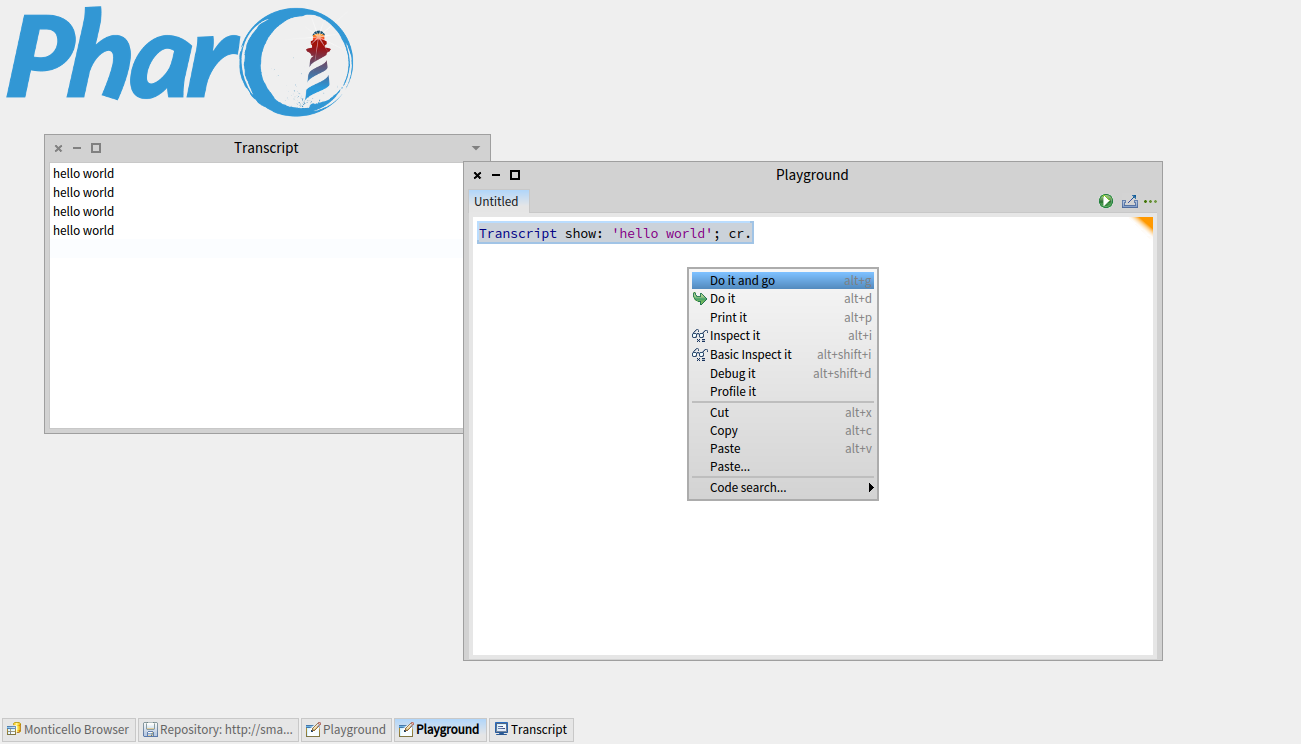 Pharo
Transcript
hello world
hello world
hello world
hello world
Playground
Untitled
Transcript show: 'hello world'; cr.
Do it and go alt+g
Do it alt+d
Print it alt+p
Inspect it alt+i
Basic Inspect it alt+shift+i
Debug it alt+shift+d
Profile it
Cut alt+x
Copy alt+c
Paste alt+v
Paste...
Code search...
Monticello Browser
Repository: http://sma...
Playground
Playground
Transcript